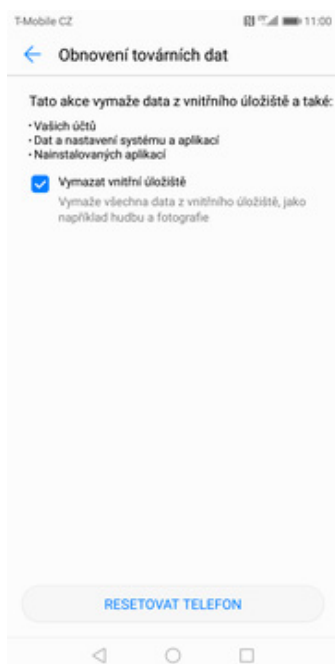 T-Mobile CZ 11:00
Obnovení továrních dat
Tato akce vymaže data z vnitřního úložiště a také:
• Vašich účtů
• Dat a nastavení systému a aplikací
• Nainstalovaných aplikací
Vymazat vnitřní úložiště
Vymaže všechna data z vnitřního úložiště, jako
například hudbu a fotografie
RESETOVAT TELEFON